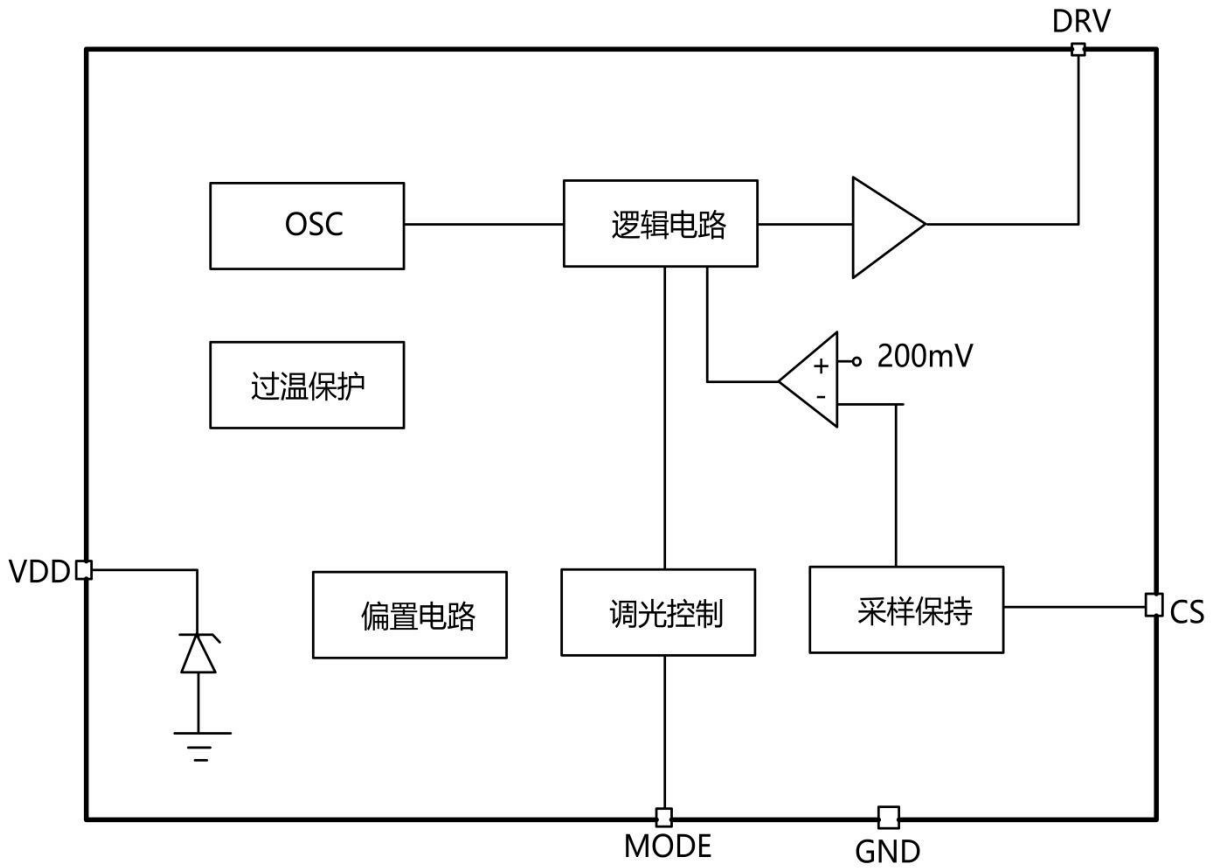 DRV
OSC
逻辑电路
+
200mV
-
过温保护
VDD
偏置电路
调光控制
采样保持
CS
MODE
GND